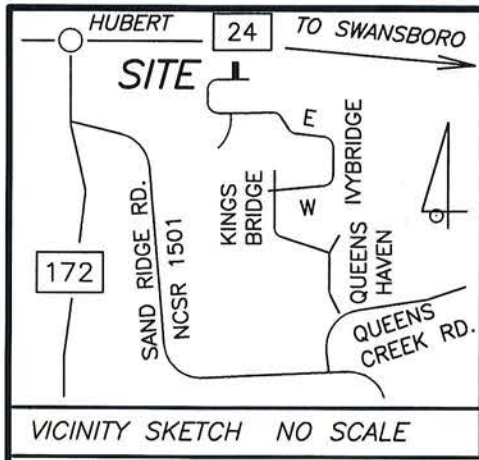 HUBERT
24
TO SWANSBORO
SITE
E
IVYBRIDGE
KINGS
BRIDGE
W
172
SAND RIDGE RD.
NCSR 1501
QUEENS
HAVEN
QUEENS
CREEK RD.
VICINITY SKETCH NO SCALE